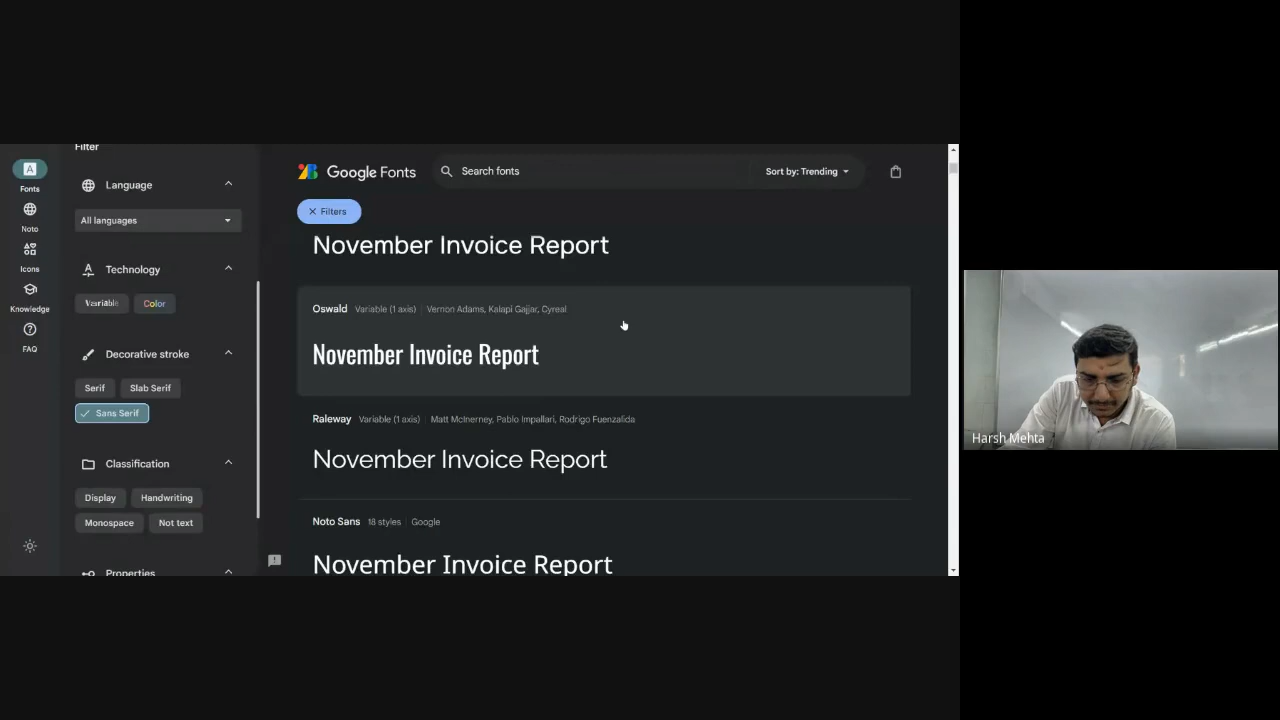 Filter
Language
All languages
Technology
Variable Color
Decorative stroke
Serif Slab Serif
Sans Serif
Classification
Display Handwriting
Monospace Not text
Properties
Fonts
Noto
Icons
Knowledge
FAQ
Google Fonts
Search fonts
Sort by: Trending
Filters
November Invoice Report
Oswald Variable (1 axis) | Vernon Adams, Kalapi Gajjar, Cyreal
November Invoice Report
Raleway Variable (1 axis) | Matt McInerney, Pablo Impallari, Rodrigo Fuenzalida
November Invoice Report
Noto Sans 18 styles | Google
November Invoice Report
Harsh Mehta